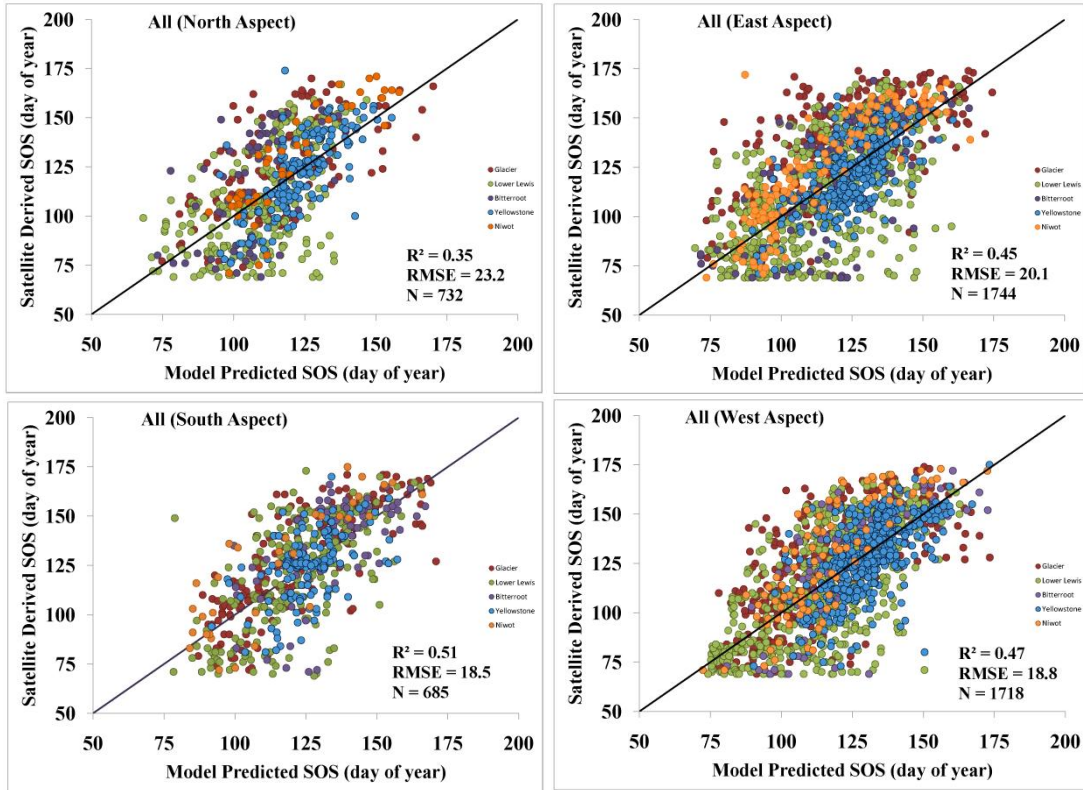 All (North Aspect)
200
175
150
125
100
75
50
50 75 100 125 150 175 200
Satellite Derived SOS (day of year)
Model Predicted SOS (day of year)
Glacier
Lower Lewis
Bitterroot
Yellowstone
Niwot
R² = 0.35
RMSE = 23.2
N = 732
All (East Aspect)
200
175
150
125
100
75
50
50 75 100 125 150 175 200
Satellite Derived SOS (day of year)
Model Predicted SOS (day of year)
Glacier
Lower Lewis
Bitterroot
Yellowstone
Niwot
R² = 0.45
RMSE = 20.1
N = 1744
All (South Aspect)
200
175
150
125
100
75
50
50 75 100 125 150 175 200
Satellite Derived SOS (day of year)
Model Predicted SOS (day of year)
Glacier
Lower Lewis
Bitterroot
Yellowstone
Niwot
R² = 0.51
RMSE = 18.5
N = 685
All (West Aspect)
200
175
150
125
100
75
50
50 75 100 125 150 175 200
Satellite Derived SOS (day of year)
Model Predicted SOS (day of year)
Glacier
Lower Lewis
Bitterroot
Yellowstone
Niwot
R² = 0.47
RMSE = 18.8
N = 1718